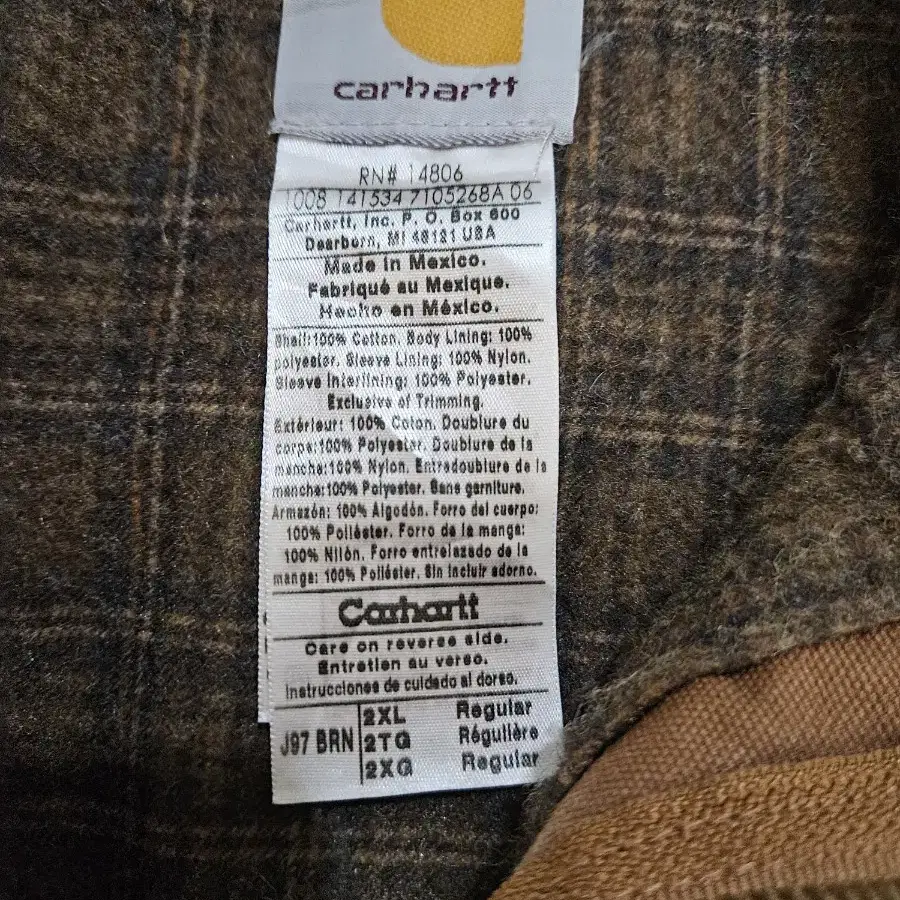 carhartt
RN# 14806
1008 141534 7105268A 06
Carhartt, Inc. P. O. Box 600
Dearborn, MI 48121 USA
Made in Mexico.
Fabriqué au Mexique.
Hecho en México.
Shell:100% Cotton. Body Lining: 100%
polyester. Sleeve Lining: 100% Nylon.
Sleeve Interlining: 100% Polyester.
Exclusive of Trimming.
Extérieur: 100% Coton. Doublure du
corps:100% Polyester. Doublure de la
manche:100% Nylon. Entredoublure de la
manche:100% Polyester. Sans garniture.
Armazón: 100% Algodón. Forro del cuerpo:
100% Poliéster. Forro de la manga:
100% Nilón. Forro entrelazado de la
manga: 100% Poliéster. Sin incluir adorno.
Carhartt
Care on reverse side.
Entretien au verso.
Instrucciones de cuidado al dorso.
J97 BRN 2XL Regular
2TG Régulière
2XG Regular